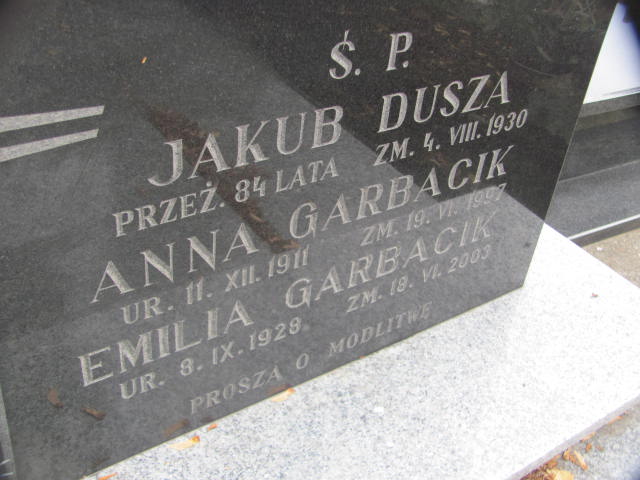 Ś. P.
JAKUB DUSZA
PRZEŻ. 84 LATA ZM. 4. VIII. 1930
ANNA GARBACIK
UR. 11. XII. 1911 ZM. 19. VI. 1997
EMILIA GARBACIK
UR. 8. IX. 1928 ZM. 18. VI. 2003
PROSZĄ O MODLITWĘ